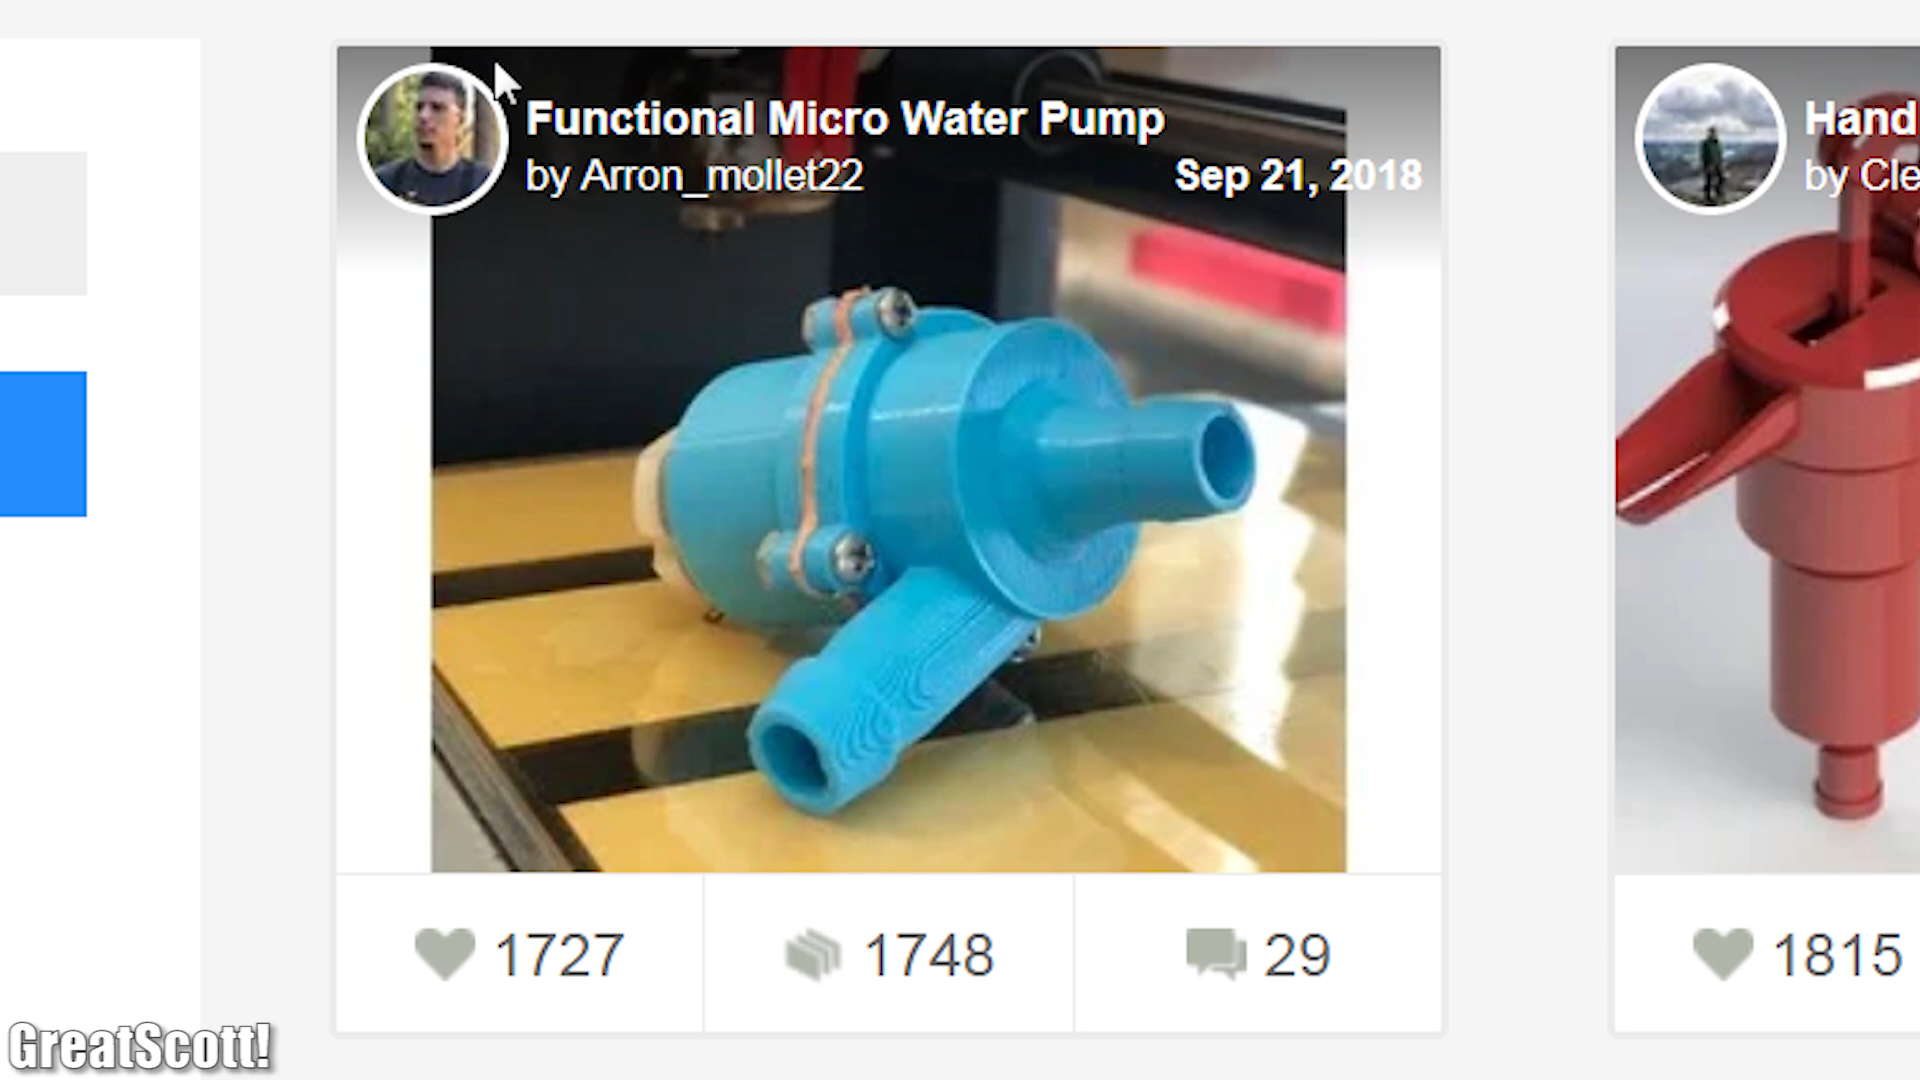 Functional Micro Water Pump
by Arron_mollet22
Sep 21, 2018
1727
1748
29
Hand
by Cle
1815
GreatScott!